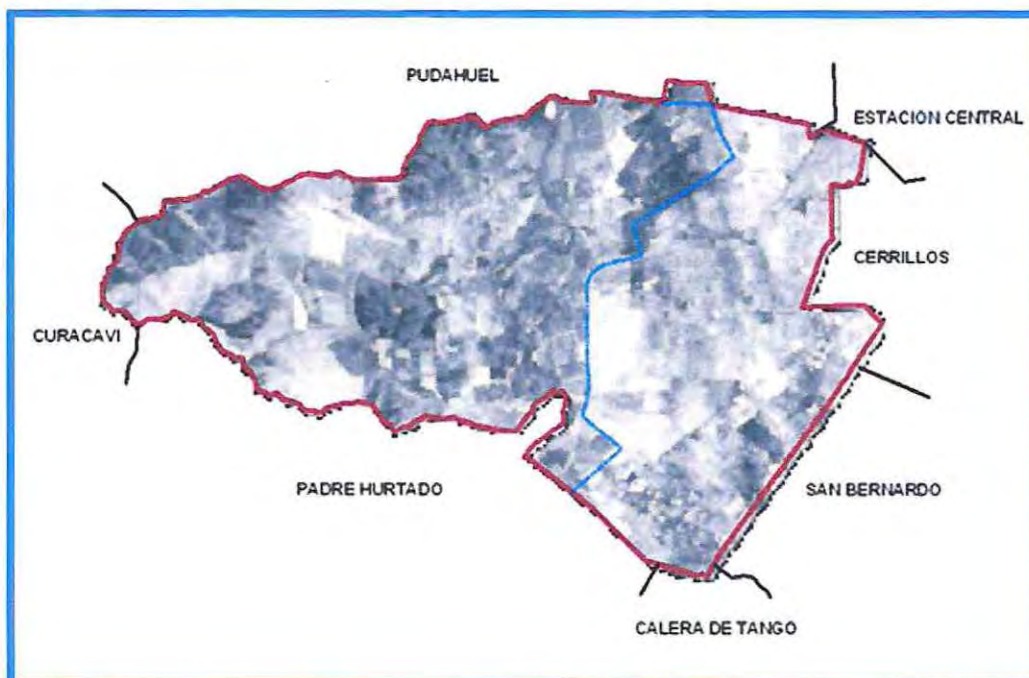 PUDAHUEL
ESTACION CENTRAL
CERRILLOS
CURACAVI
PADRE HURTADO
SAN BERNARDO
CALERA DE TANGO